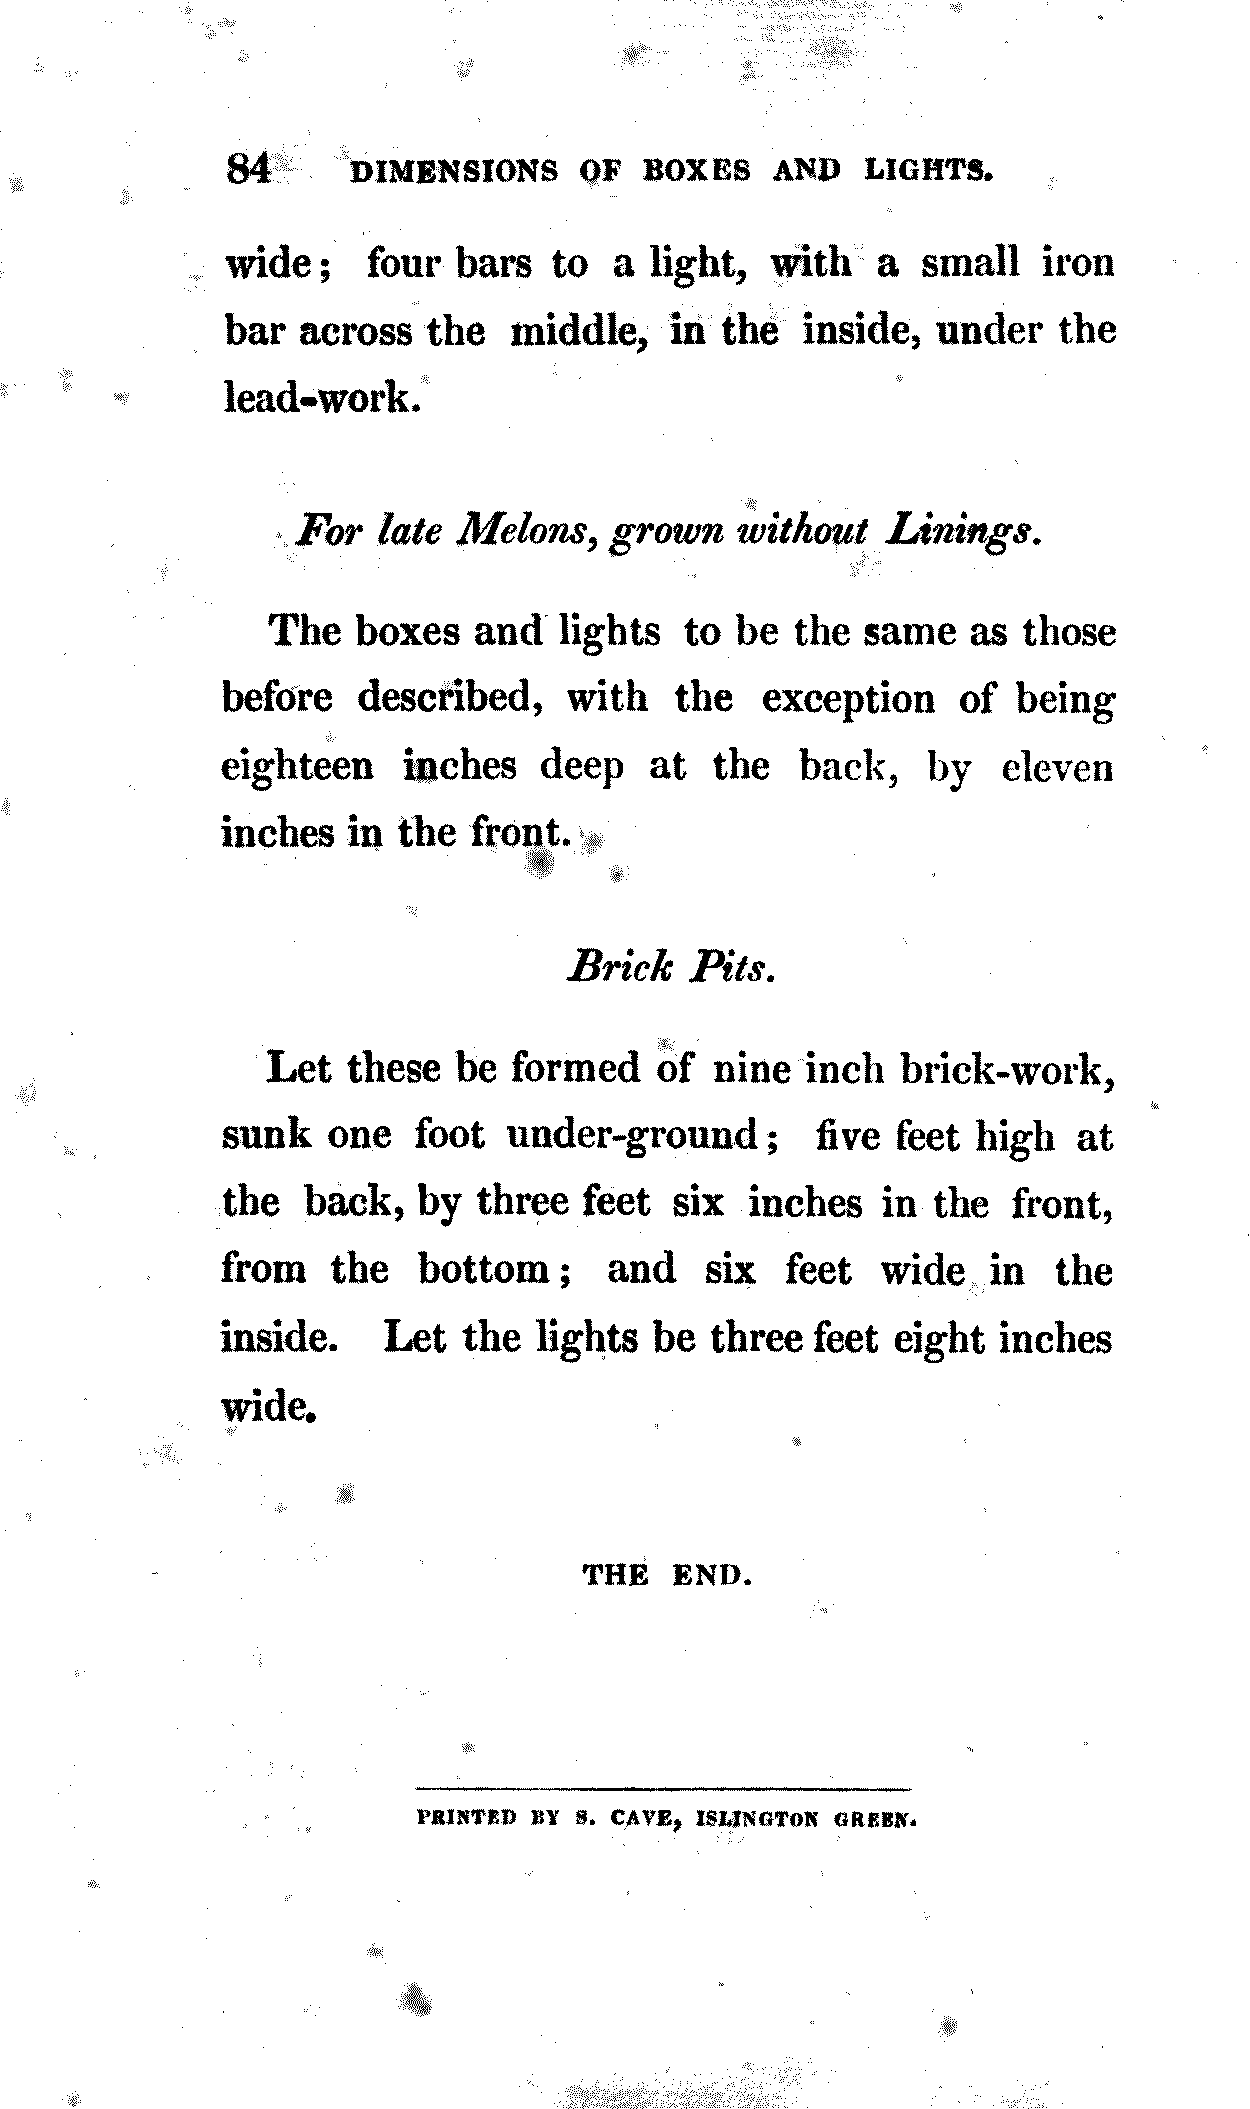 84 DIMENSIONS OF BOXES AND LIGHTS.
wide; four bars to a light, with a small iron
bar across the middle, in the inside, under the
lead-work.
For late Melons, grown without Linings.
The boxes and lights to be the same as those
before described, with the exception of being
eighteen inches deep at the back, by eleven
inches in the front.
Brick Pits.
Let these be formed of nine inch brick-work,
sunk one foot under-ground; five feet high at
the back, by three feet six inches in the front,
from the bottom; and six feet wide in the
inside. Let the lights be three feet eight inches
wide.
THE END.
PRINTED BY S. CAVE, ISLINGTON GREEN.